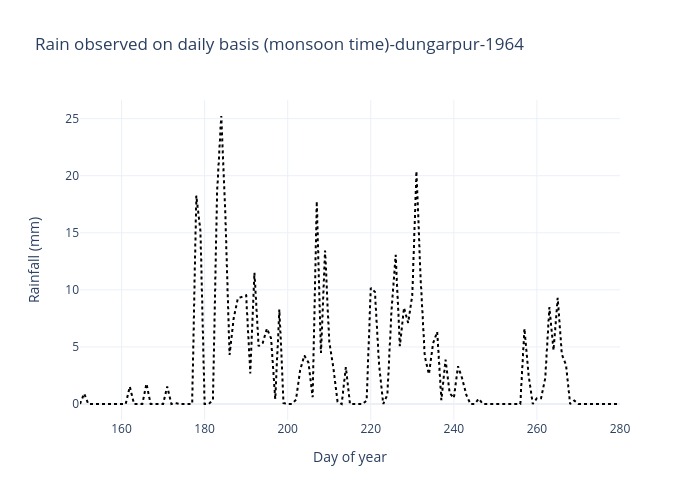 Rain observed on daily basis (monsoon time)-dungarpur-1964
25
20
15
10
5
0
Rainfall (mm)
160 180 200 220 240 260 280
Day of year